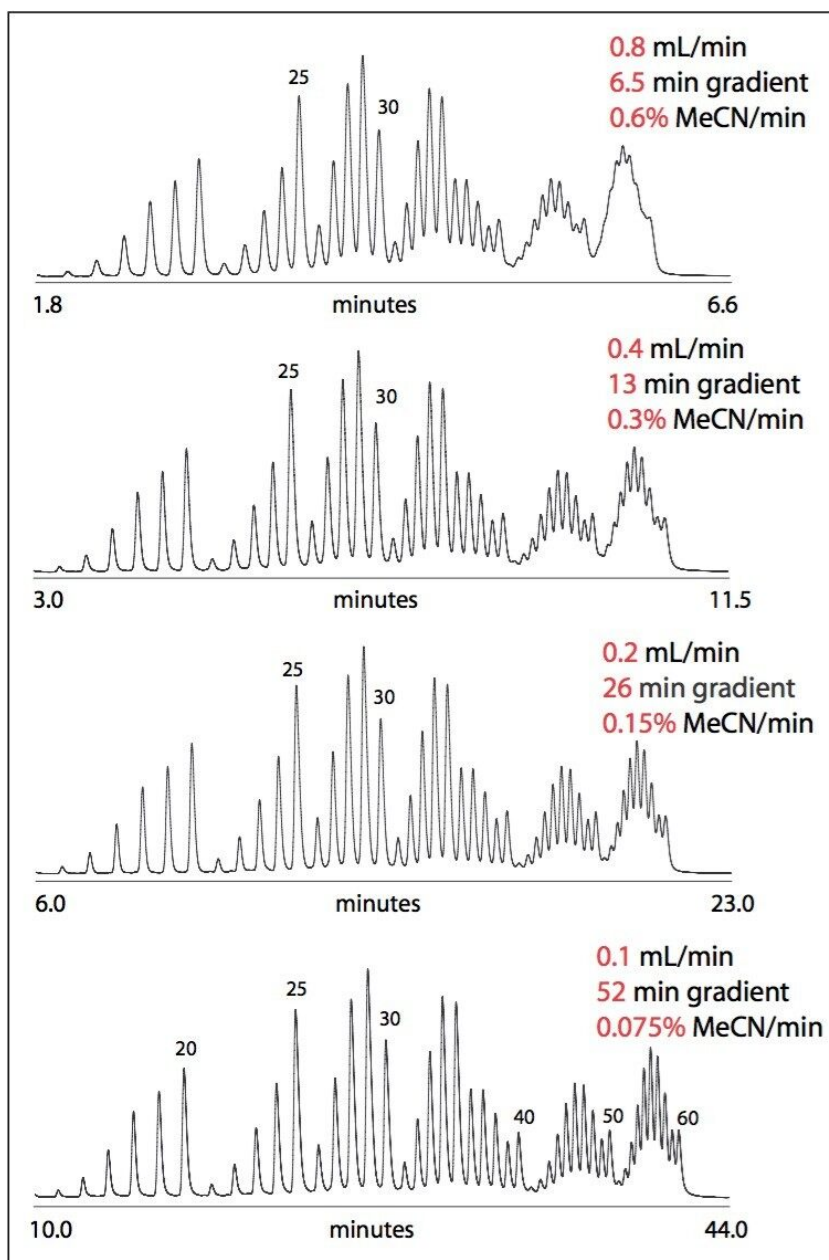 0.8 mL/min
6.5 min gradient
0.6% MeCN/min
25
30
1.8 minutes 6.6
0.4 mL/min
13 min gradient
0.3% MeCN/min
25
30
3.0 minutes 11.5
0.2 mL/min
26 min gradient
0.15% MeCN/min
25
30
6.0 minutes 23.0
0.1 mL/min
52 min gradient
0.075% MeCN/min
25
30
20
40 50 60
10.0 minutes 44.0